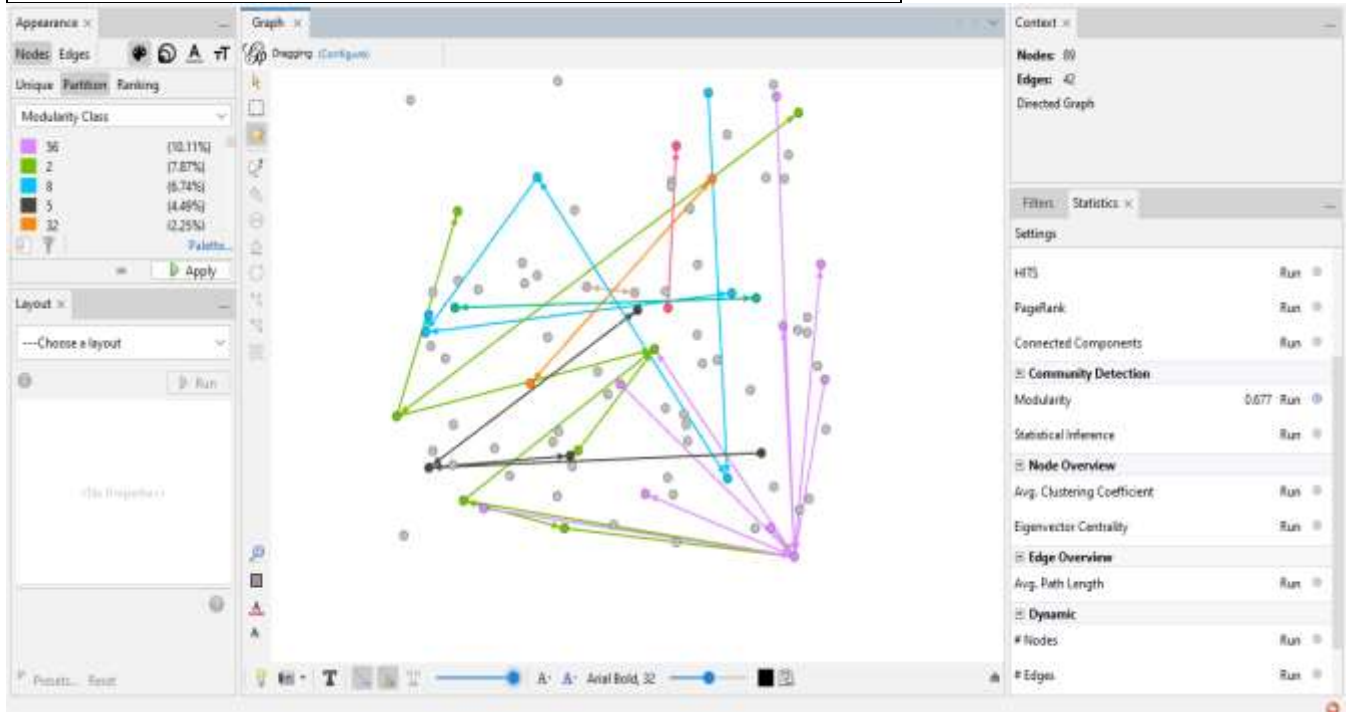 Appearance
Nodes Edges
Unique Partition Ranking
Modularity Class
36 (10.11%)
2 (7.87%)
8 (6.74%)
5 (4.49%)
32 (2.25%)
Palette...
Apply
Layout
---Choose a layout
Run
<No Properties>
Presets... Reset
Graph
Dragging (Configure)
Arial Bold, 32
Context
Nodes: 89
Edges: 42
Directed Graph
Filters Statistics
Settings
HITS Run
PageRank Run
Connected Components Run
Community Detection
Modularity 0.677 Run
Statistical Inference Run
Node Overview
Avg. Clustering Coefficient Run
Eigenvector Centrality Run
Edge Overview
Avg. Path Length Run
Dynamic
# Nodes Run
# Edges Run